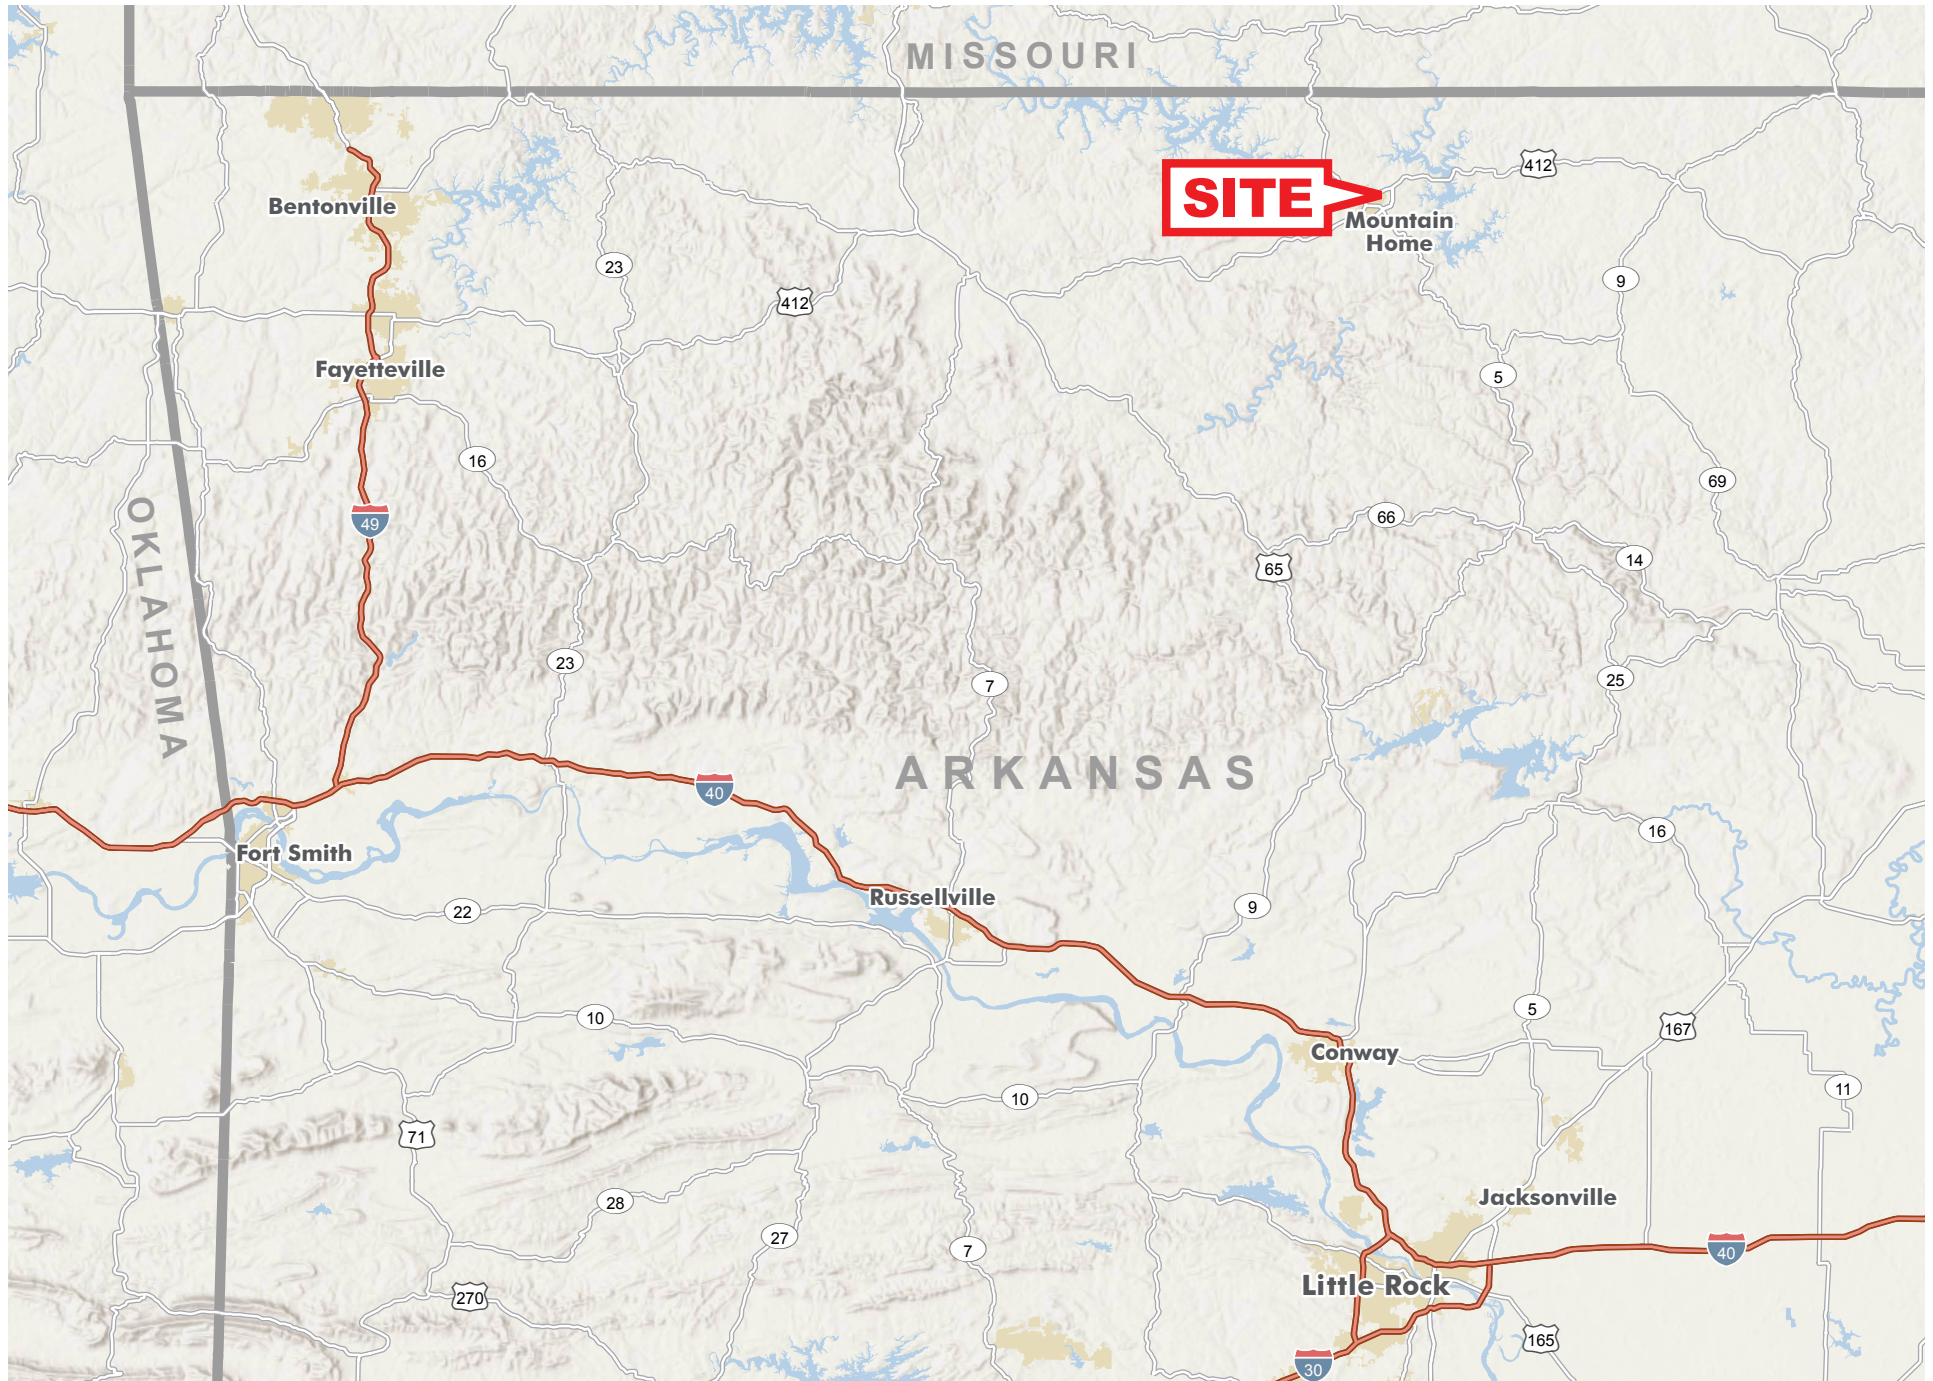 MISSOURI
412
SITE
Bentonville
Mountain
Home
23
9
412
Fayetteville
5
16
69
49
66
14
65
OKLAHOMA
23
25
7
ARKANSAS
40
16
Fort Smith
Russellville
22
9
5
10
167
Conway
11
10
71
Jacksonville
28
27
7
40
Little Rock
270
165
30